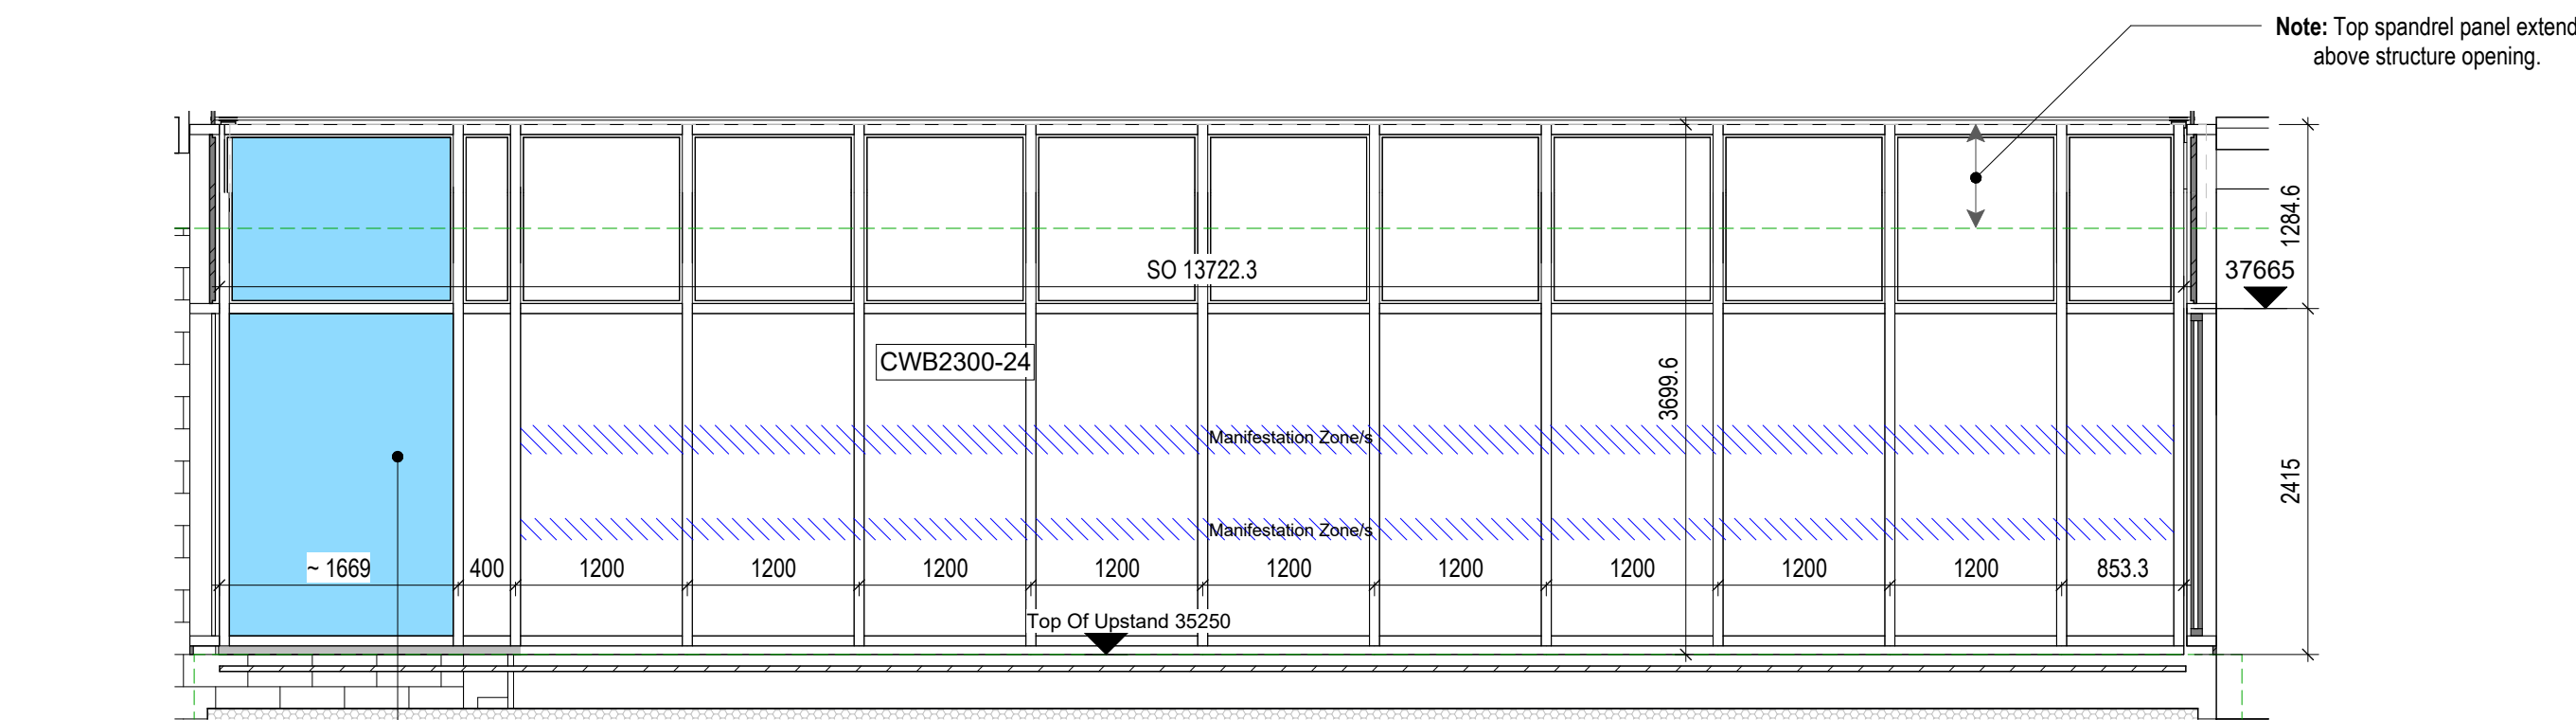 Note: Top spandrel panel extend
above structure opening.
1284.6
SO 13722.3
37665
CWB2300-24
3699.6
Manifestation Zone/s
2415
Manifestation Zone/s
~ 1669 400 1200 1200 1200 1200 1200 1200 1200 1200 1200 853.3
Top Of Upstand 35250